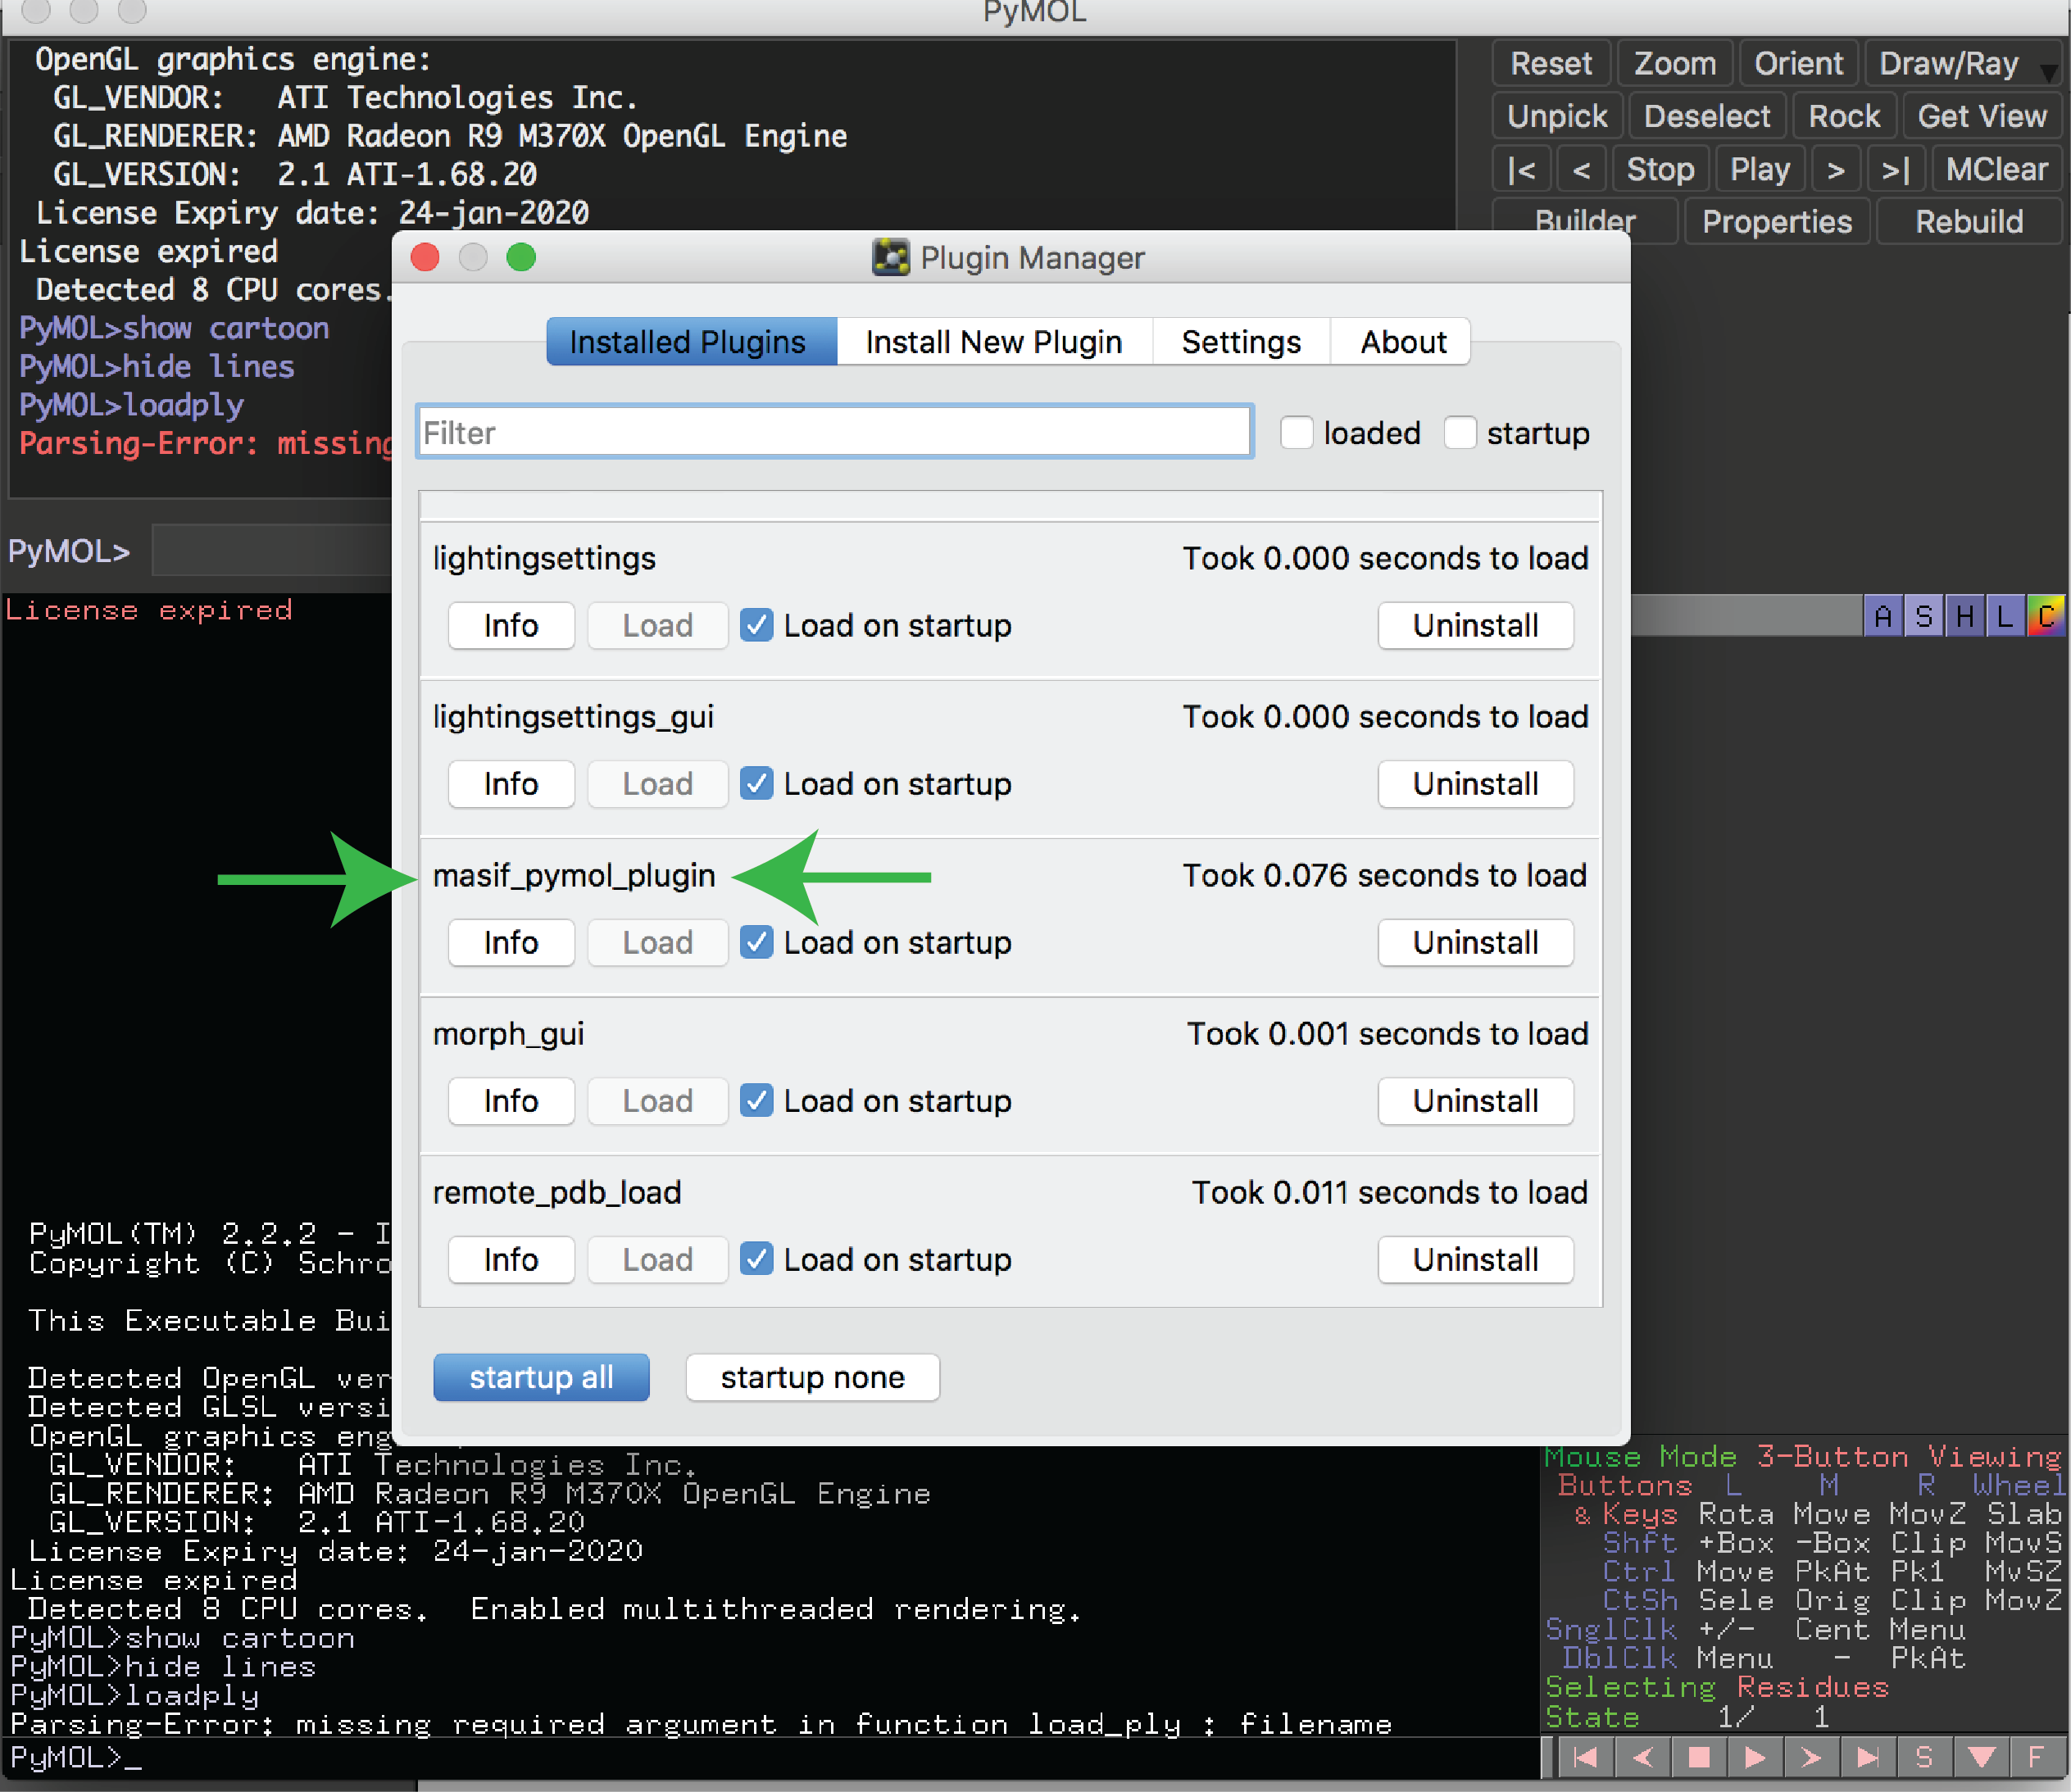 PyMOL
OpenGL graphics engine:
GL_VENDOR: ATI Technologies Inc.
GL_RENDERER: AMD Radeon R9 M370X OpenGL Engine
GL_VERSION: 2.1 ATI-1.68.20
License Expiry date: 24-jan-2020
License expired
Detected 8 CPU cores.
PyMOL>show cartoon
PyMOL>hide lines
PyMOL>loadply
Parsing-Error: missing
PyMOL>
Reset Zoom Orient Draw/Ray
Unpick Deselect Rock Get View
|< < Stop Play > >| MClear
Builder Properties Rebuild
Plugin Manager
Installed Plugins Install New Plugin Settings About
Filter loaded startup
lightingsettings Took 0.000 seconds to load
Info Load Load on startup Uninstall
lightingsettings_gui Took 0.000 seconds to load
Info Load Load on startup Uninstall
masif_pymol_plugin Took 0.076 seconds to load
Info Load Load on startup Uninstall
morph_gui Took 0.001 seconds to load
Info Load Load on startup Uninstall
remote_pdb_load Took 0.011 seconds to load
Info Load Load on startup Uninstall
startup all startup none
License expired
A S H L C
PyMOL(TM) 2.2.2 - I
Copyright (C) Schro
This Executable Bui
Detected OpenGL ver
Detected GLSL versi
OpenGL graphics eng
GL_VENDOR: ATI Technologies Inc.
GL_RENDERER: AMD Radeon R9 M370X OpenGL Engine
GL_VERSION: 2.1 ATI-1.68.20
License Expiry date: 24-jan-2020
License expired
Detected 8 CPU cores. Enabled multithreaded rendering.
PyMOL>show cartoon
PyMOL>hide lines
PyMOL>loadply
Parsing-Error: missing required argument in function load_ply : filename
PyMOL>_
Mouse Mode 3-Button Viewing
Buttons L M R Wheel
& Keys Rota Move MovZ Slab
Shft +Box -Box Clip MovS
Ctrl Move PkAt Pk1 MvSZ
CtSh Sele Orig Clip MovZ
SnglClk +/- Cent Menu
DblClk Menu - PkAt
Selecting Residues
State 1/ 1
S F